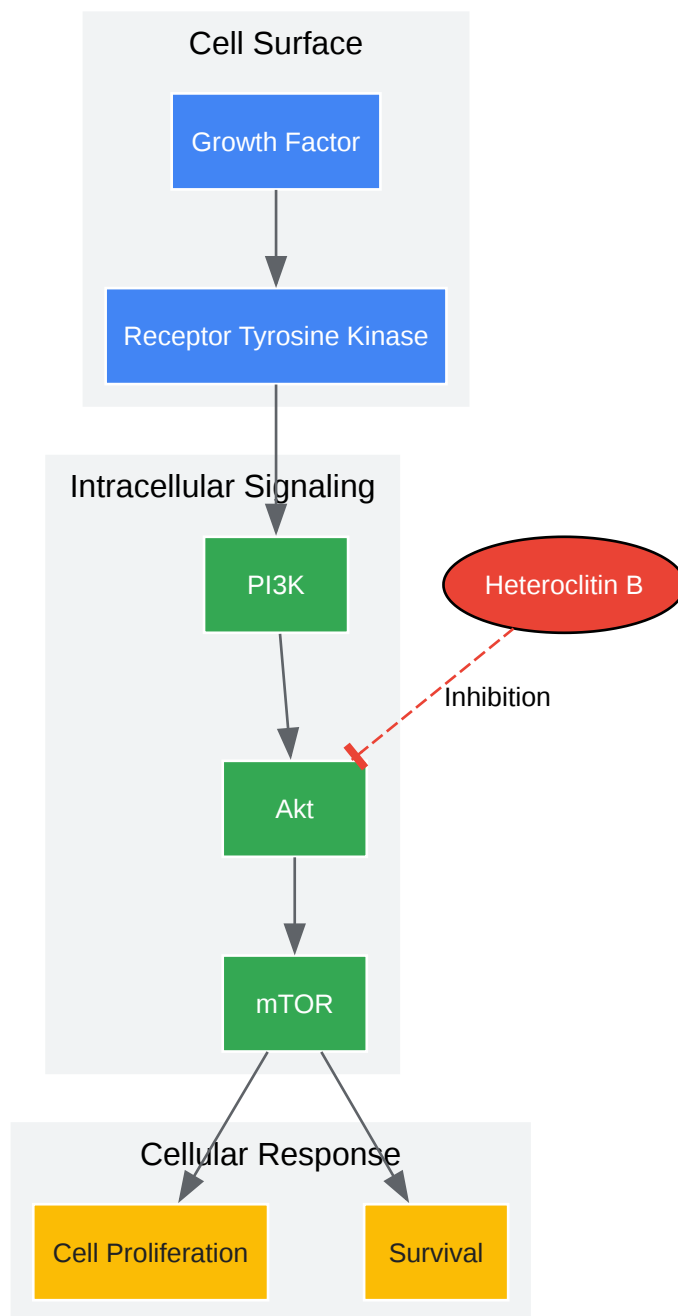 Cell Surface
Growth Factor
Receptor Tyrosine Kinase
Intracellular Signaling
PI3K
Heteroclitin B
Inhibition
Akt
mTOR
Cellular Response
Cell Proliferation
Survival